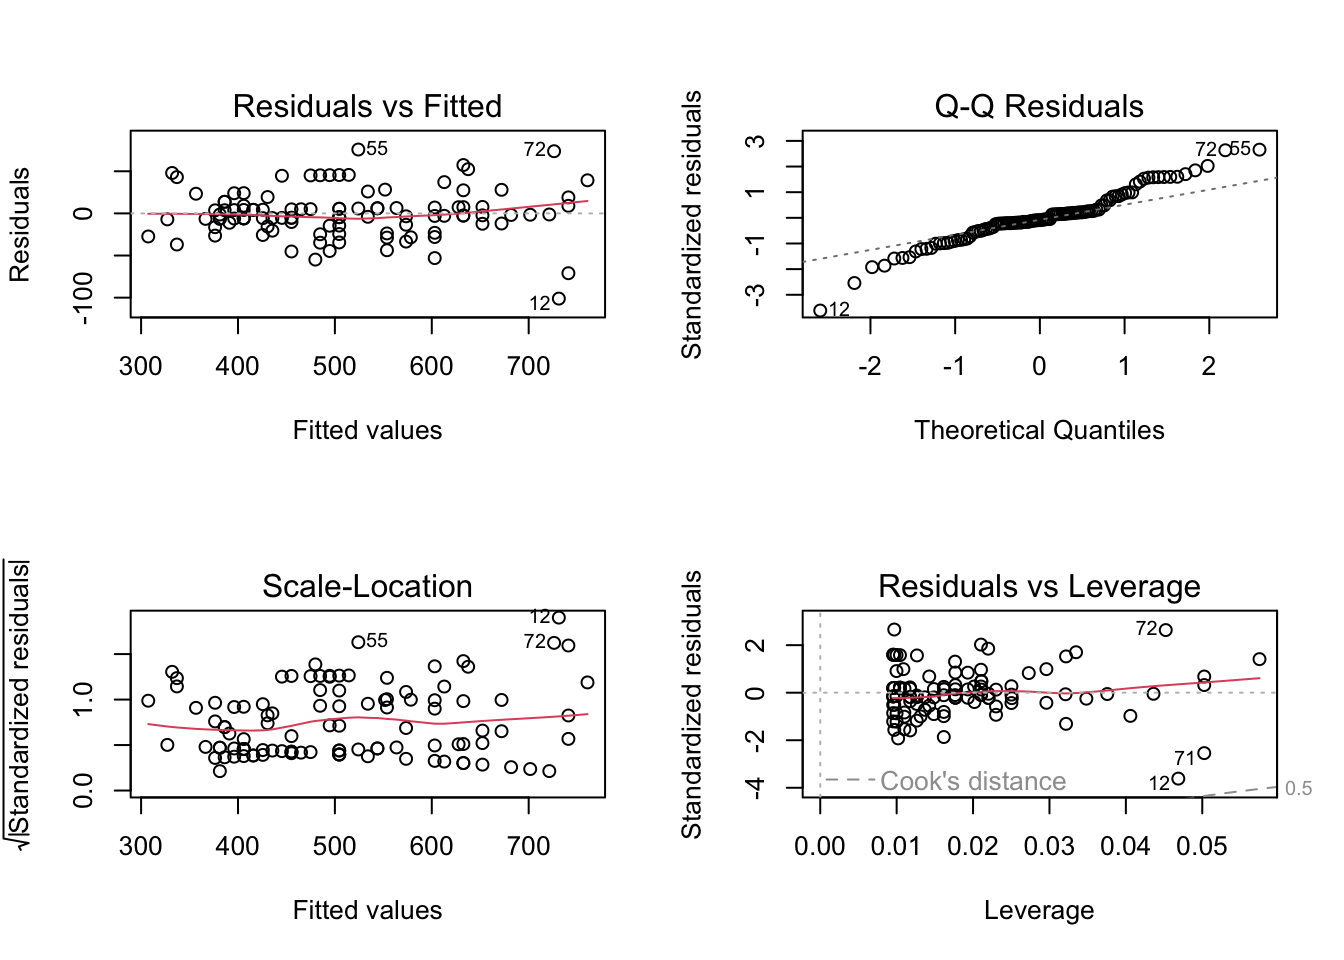 Residuals vs Fitted
Residuals
0
-100
55
72
12
300 400 500 600 700
Fitted values
Q-Q Residuals
Standardized residuals
3
1
-1
-3
72 55
12
-2 -1 0 1 2
Theoretical Quantiles
Scale-Location
√|Standardized residuals|
1.0
0.0
12
55
72
300 400 500 600 700
Fitted values
Residuals vs Leverage
Standardized residuals
2
0
-2
-4
72
71
12
Cook's distance
0.5
0.00 0.01 0.02 0.03 0.04 0.05
Leverage